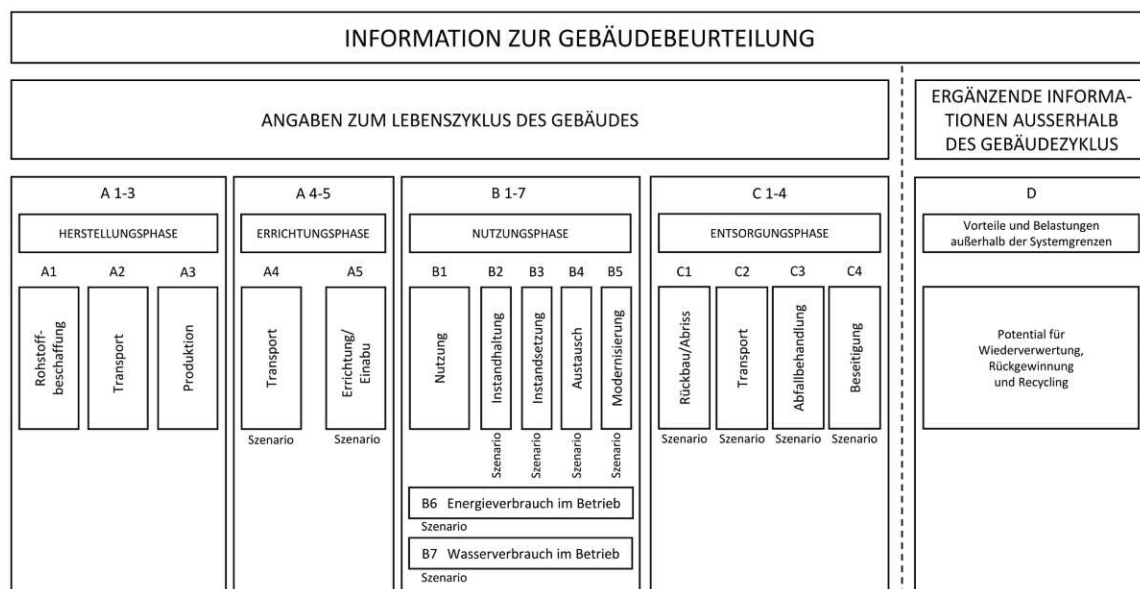 INFORMATION ZUR GEBÄUDEBEURTEILUNG
ANGABEN ZUM LEBENSZYKLUS DES GEBÄUDES
ERGÄNZENDE INFORMA-
TIONEN AUSSERHALB
DES GEBÄUDEZYKLUS
A 1-3
HERSTELLUNGSPHASE
A1
A2
A3
Rohstoff-
beschaffung
Transport
Produktion
A 4-5
ERRICHTUNGSPHASE
A4
A5
Transport
Errichtung/
Einabu
Szenario
Szenario
B 1-7
NUTZUNGSPHASE
B1
B2
B3
B4
B5
Nutzung
Instandhaltung
Instandsetzung
Austausch
Modernisierung
Szenario
Szenario
Szenario
Szenario
B6 Energieverbrauch im Betrieb
Szenario
B7 Wasserverbrauch im Betrieb
Szenario
C 1-4
ENTSORGUNGSPHASE
C1
C2
C3
C4
Rückbau/Abriss
Transport
Abfallbehandlung
Beseitigung
Szenario
Szenario
Szenario
Szenario
D
Vorteile und Belastungen
außerhalb der Systemgrenzen
Potential für
Wiederverwertung,
Rückgewinnung
und Recycling